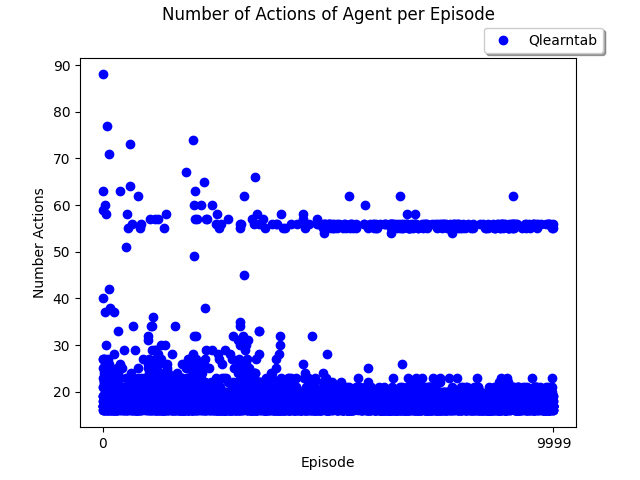 Number of Actions of Agent per Episode
Qlearntab
90
80
70
60
50
40
30
20
Number Actions
0 9999
Episode